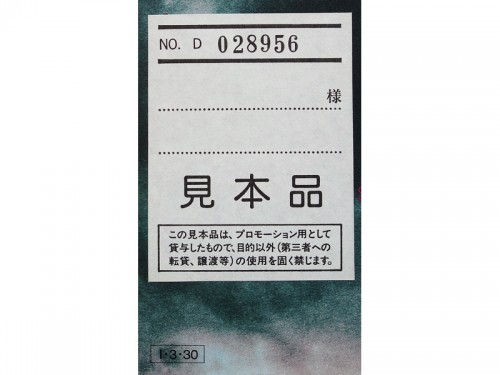 NO. D 028956
様
見本品
この見本品は、プロモーション用として
貸与したもので、目的以外(第三者への
転貸、譲渡等)の使用を固く禁じます。
1・3・30